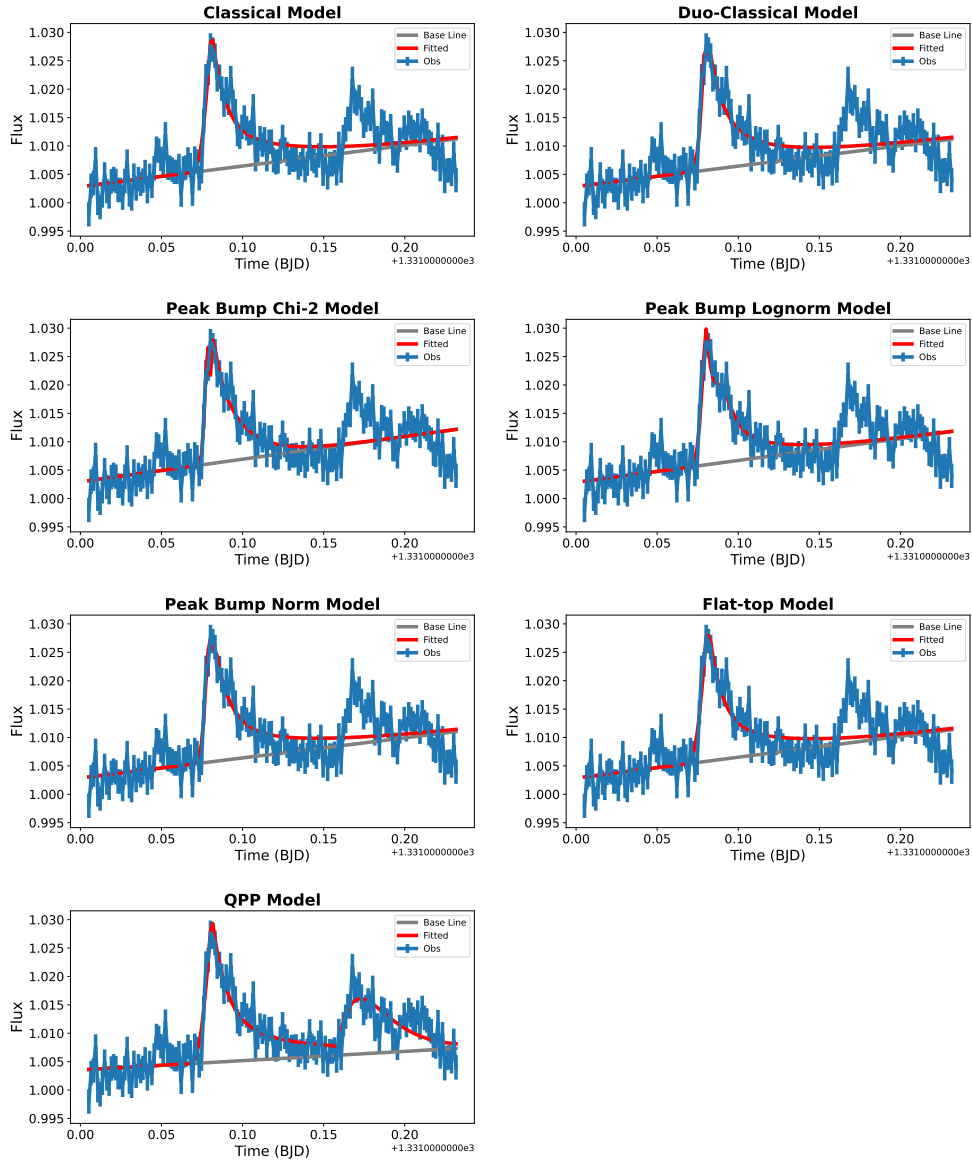 Classical Model
Flux
1.030
1.025
1.020
1.015
1.010
1.005
1.000
0.995
Base Line
Fitted
Obs
0.00 0.05 0.10 0.15 0.20
Time (BJD)
+1.3310000000e3
Duo-Classical Model
Flux
1.030
1.025
1.020
1.015
1.010
1.005
1.000
0.995
Base Line
Fitted
Obs
0.00 0.05 0.10 0.15 0.20
Time (BJD)
+1.3310000000e3
Peak Bump Chi-2 Model
Flux
1.030
1.025
1.020
1.015
1.010
1.005
1.000
0.995
Base Line
Fitted
Obs
0.00 0.05 0.10 0.15 0.20
Time (BJD)
+1.3310000000e3
Peak Bump Lognorm Model
Flux
1.030
1.025
1.020
1.015
1.010
1.005
1.000
0.995
Base Line
Fitted
Obs
0.00 0.05 0.10 0.15 0.20
Time (BJD)
+1.3310000000e3
Peak Bump Norm Model
Flux
1.030
1.025
1.020
1.015
1.010
1.005
1.000
0.995
Base Line
Fitted
Obs
0.00 0.05 0.10 0.15 0.20
Time (BJD)
+1.3310000000e3
Flat-top Model
Flux
1.030
1.025
1.020
1.015
1.010
1.005
1.000
0.995
Base Line
Fitted
Obs
0.00 0.05 0.10 0.15 0.20
Time (BJD)
+1.3310000000e3
QPP Model
Flux
1.030
1.025
1.020
1.015
1.010
1.005
1.000
0.995
Base Line
Fitted
Obs
0.00 0.05 0.10 0.15 0.20
Time (BJD)
+1.3310000000e3